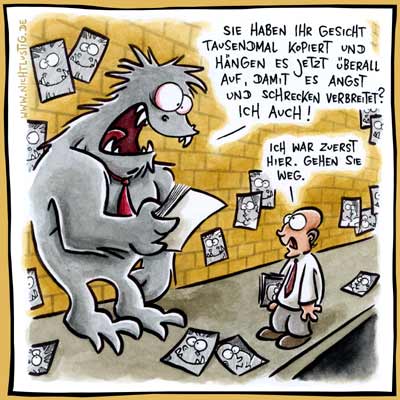 WWW.NICHTLUSTIG.DE
SIE HABEN IHR GESICHT
TAUSENDMAL KOPIERT UND
HÄNGEN ES JETZT ÜBERALL
AUF, DAMIT ES ANGST
UND SCHRECKEN VERBREITET?
ICH AUCH!
ICH WAR ZUERST
HIER. GEHEN SIE
WEG.